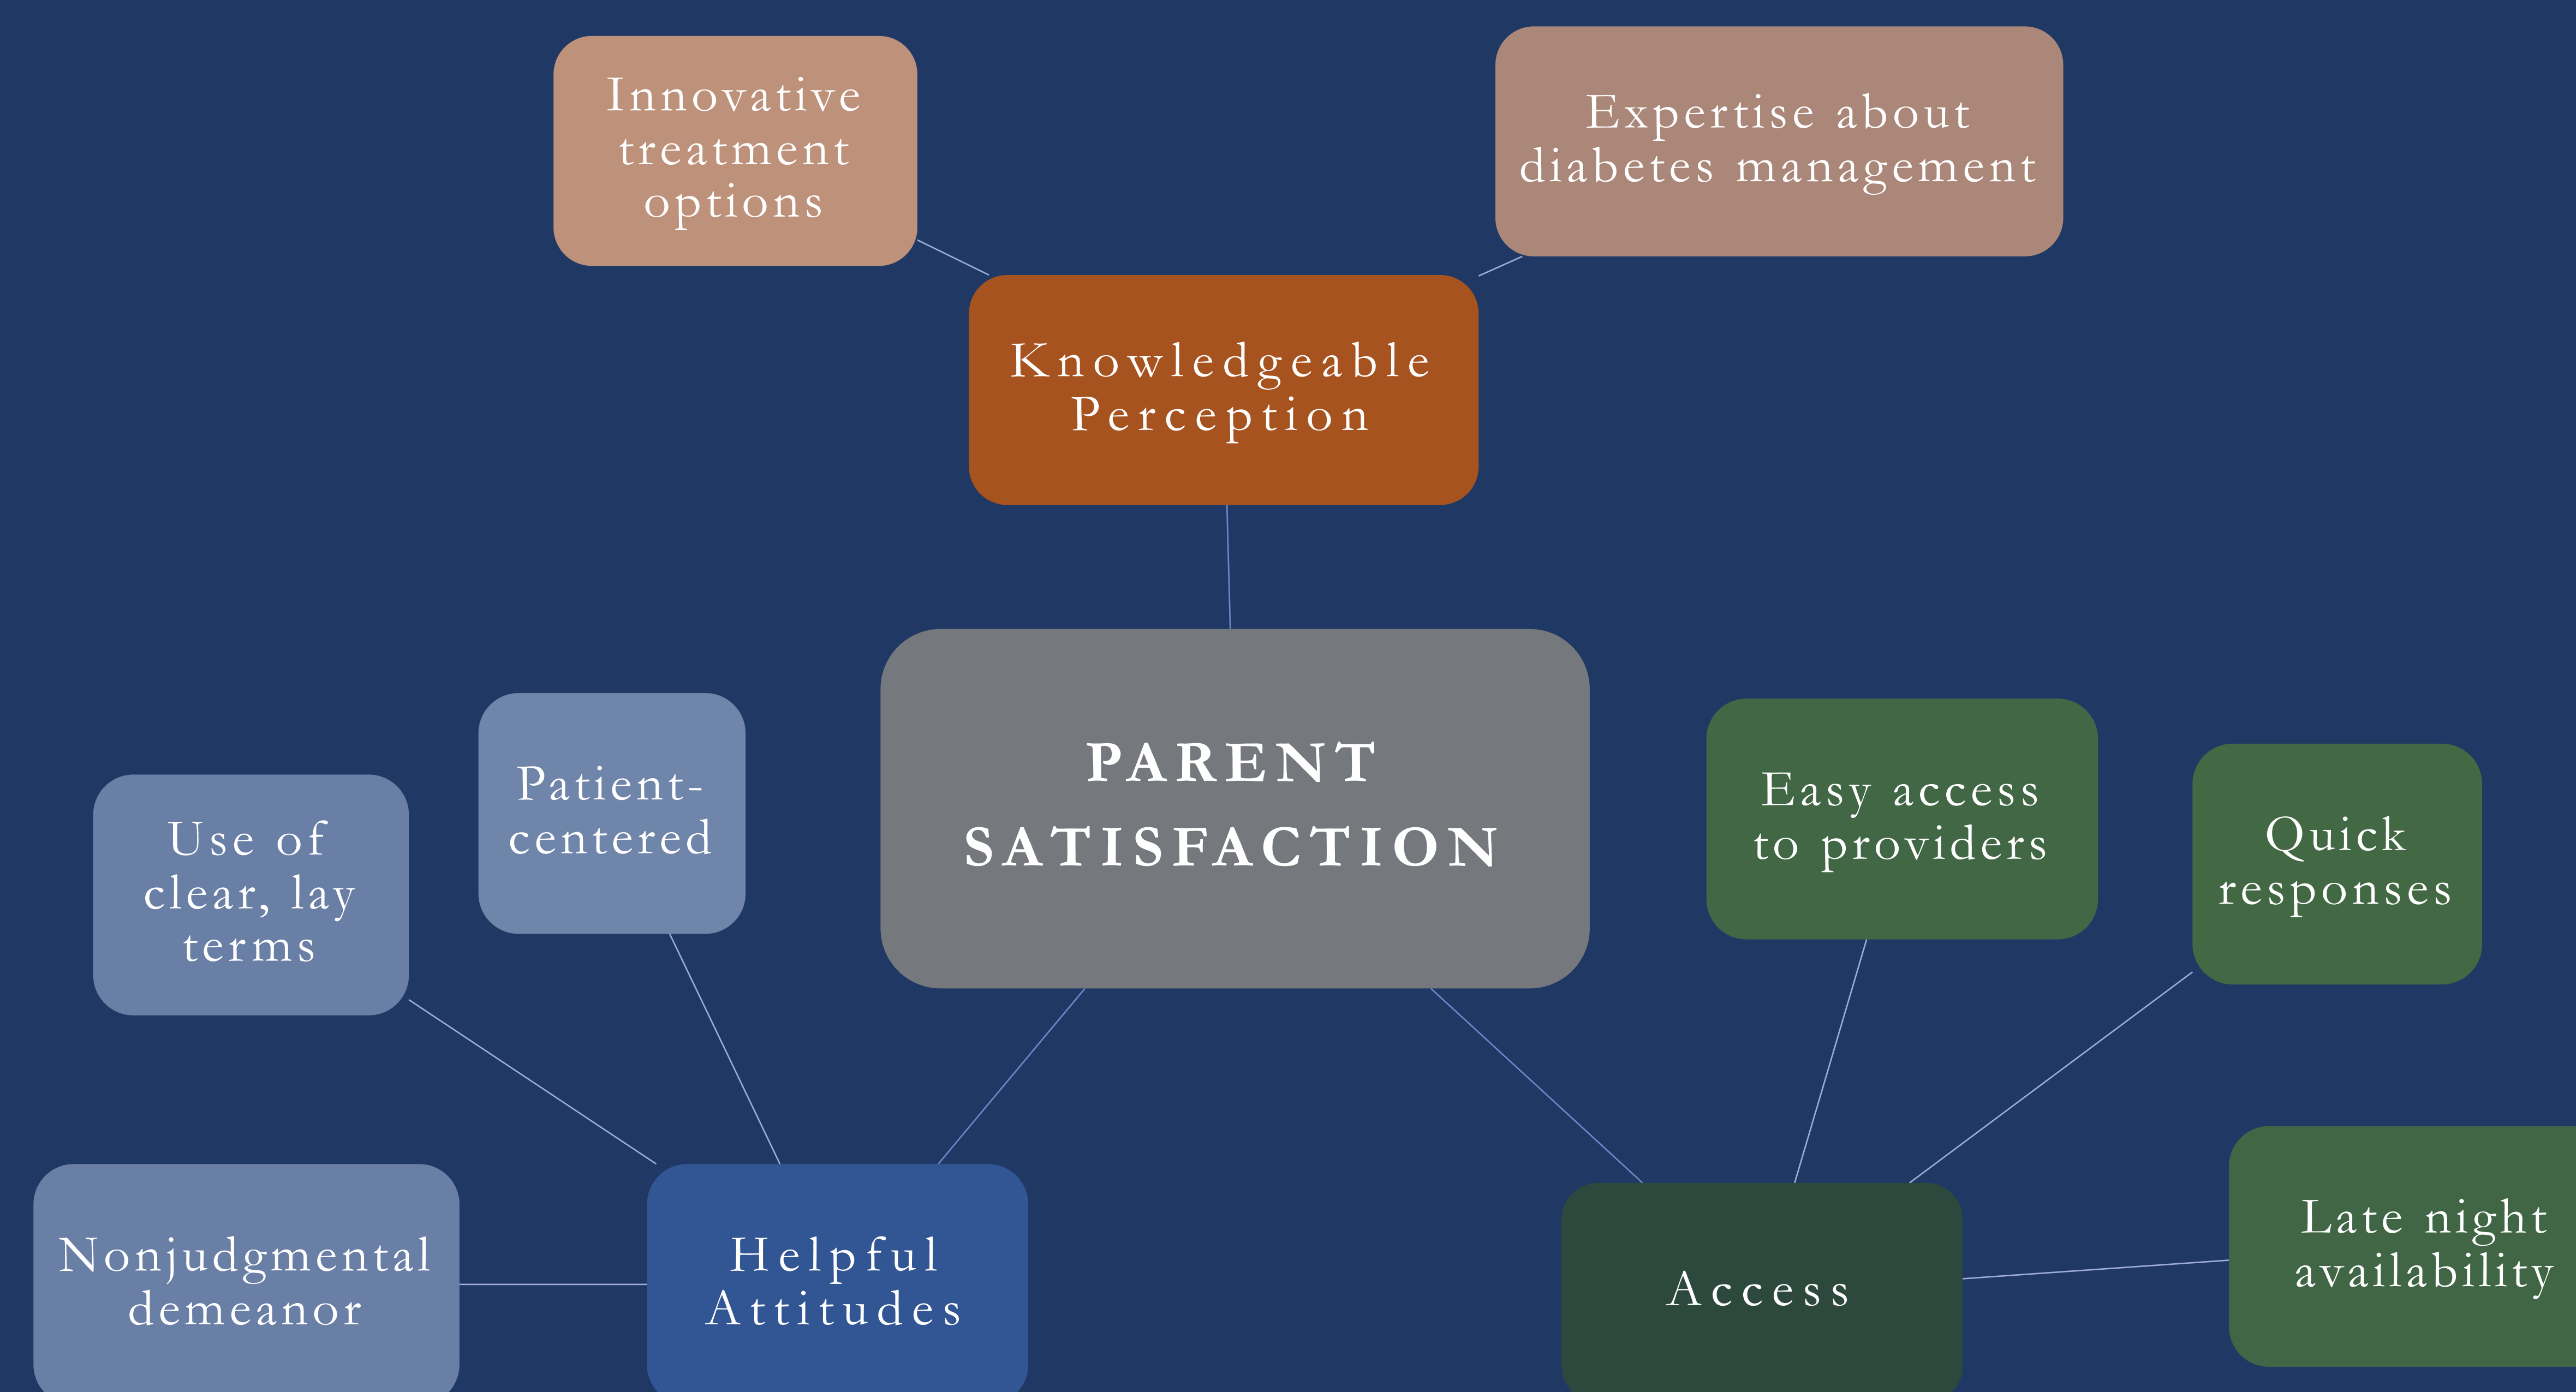 Innovative
treatment
options
Expertise about
diabetes management
Knowledgeable
Perception
PARENT
SATISFACTION
Use of
clear, lay
terms
Patient-
centered
Easy access
to providers
Quick
responses
Nonjudgmental
demeanor
Helpful
Attitudes
Access
Late night
availability